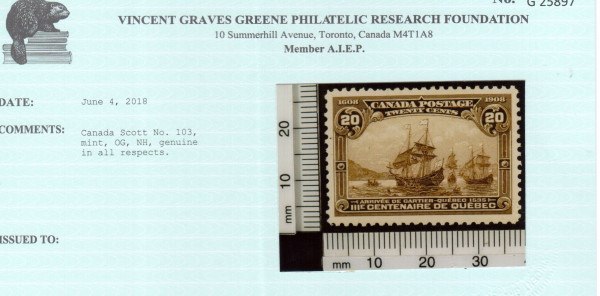 No. G 25897
VINCENT GRAVES GREENE PHILATELIC RESEARCH FOUNDATION
10 Summerhill Avenue, Toronto, Canada M4T1A8
Member A.I.E.P.
DATE: June 4, 2018
COMMENTS: Canada Scott No. 103,
mint, OG, NH, genuine
in all respects.
ISSUED TO:
20
10
mm
1608 1908
CANADA POSTAGE
20 TWENTY CENTS 20
ARRIVÉE DE CARTIER-QUÉBEC 1535
IIIE CENTENAIRE DE QUÉBEC
mm 10 20 30